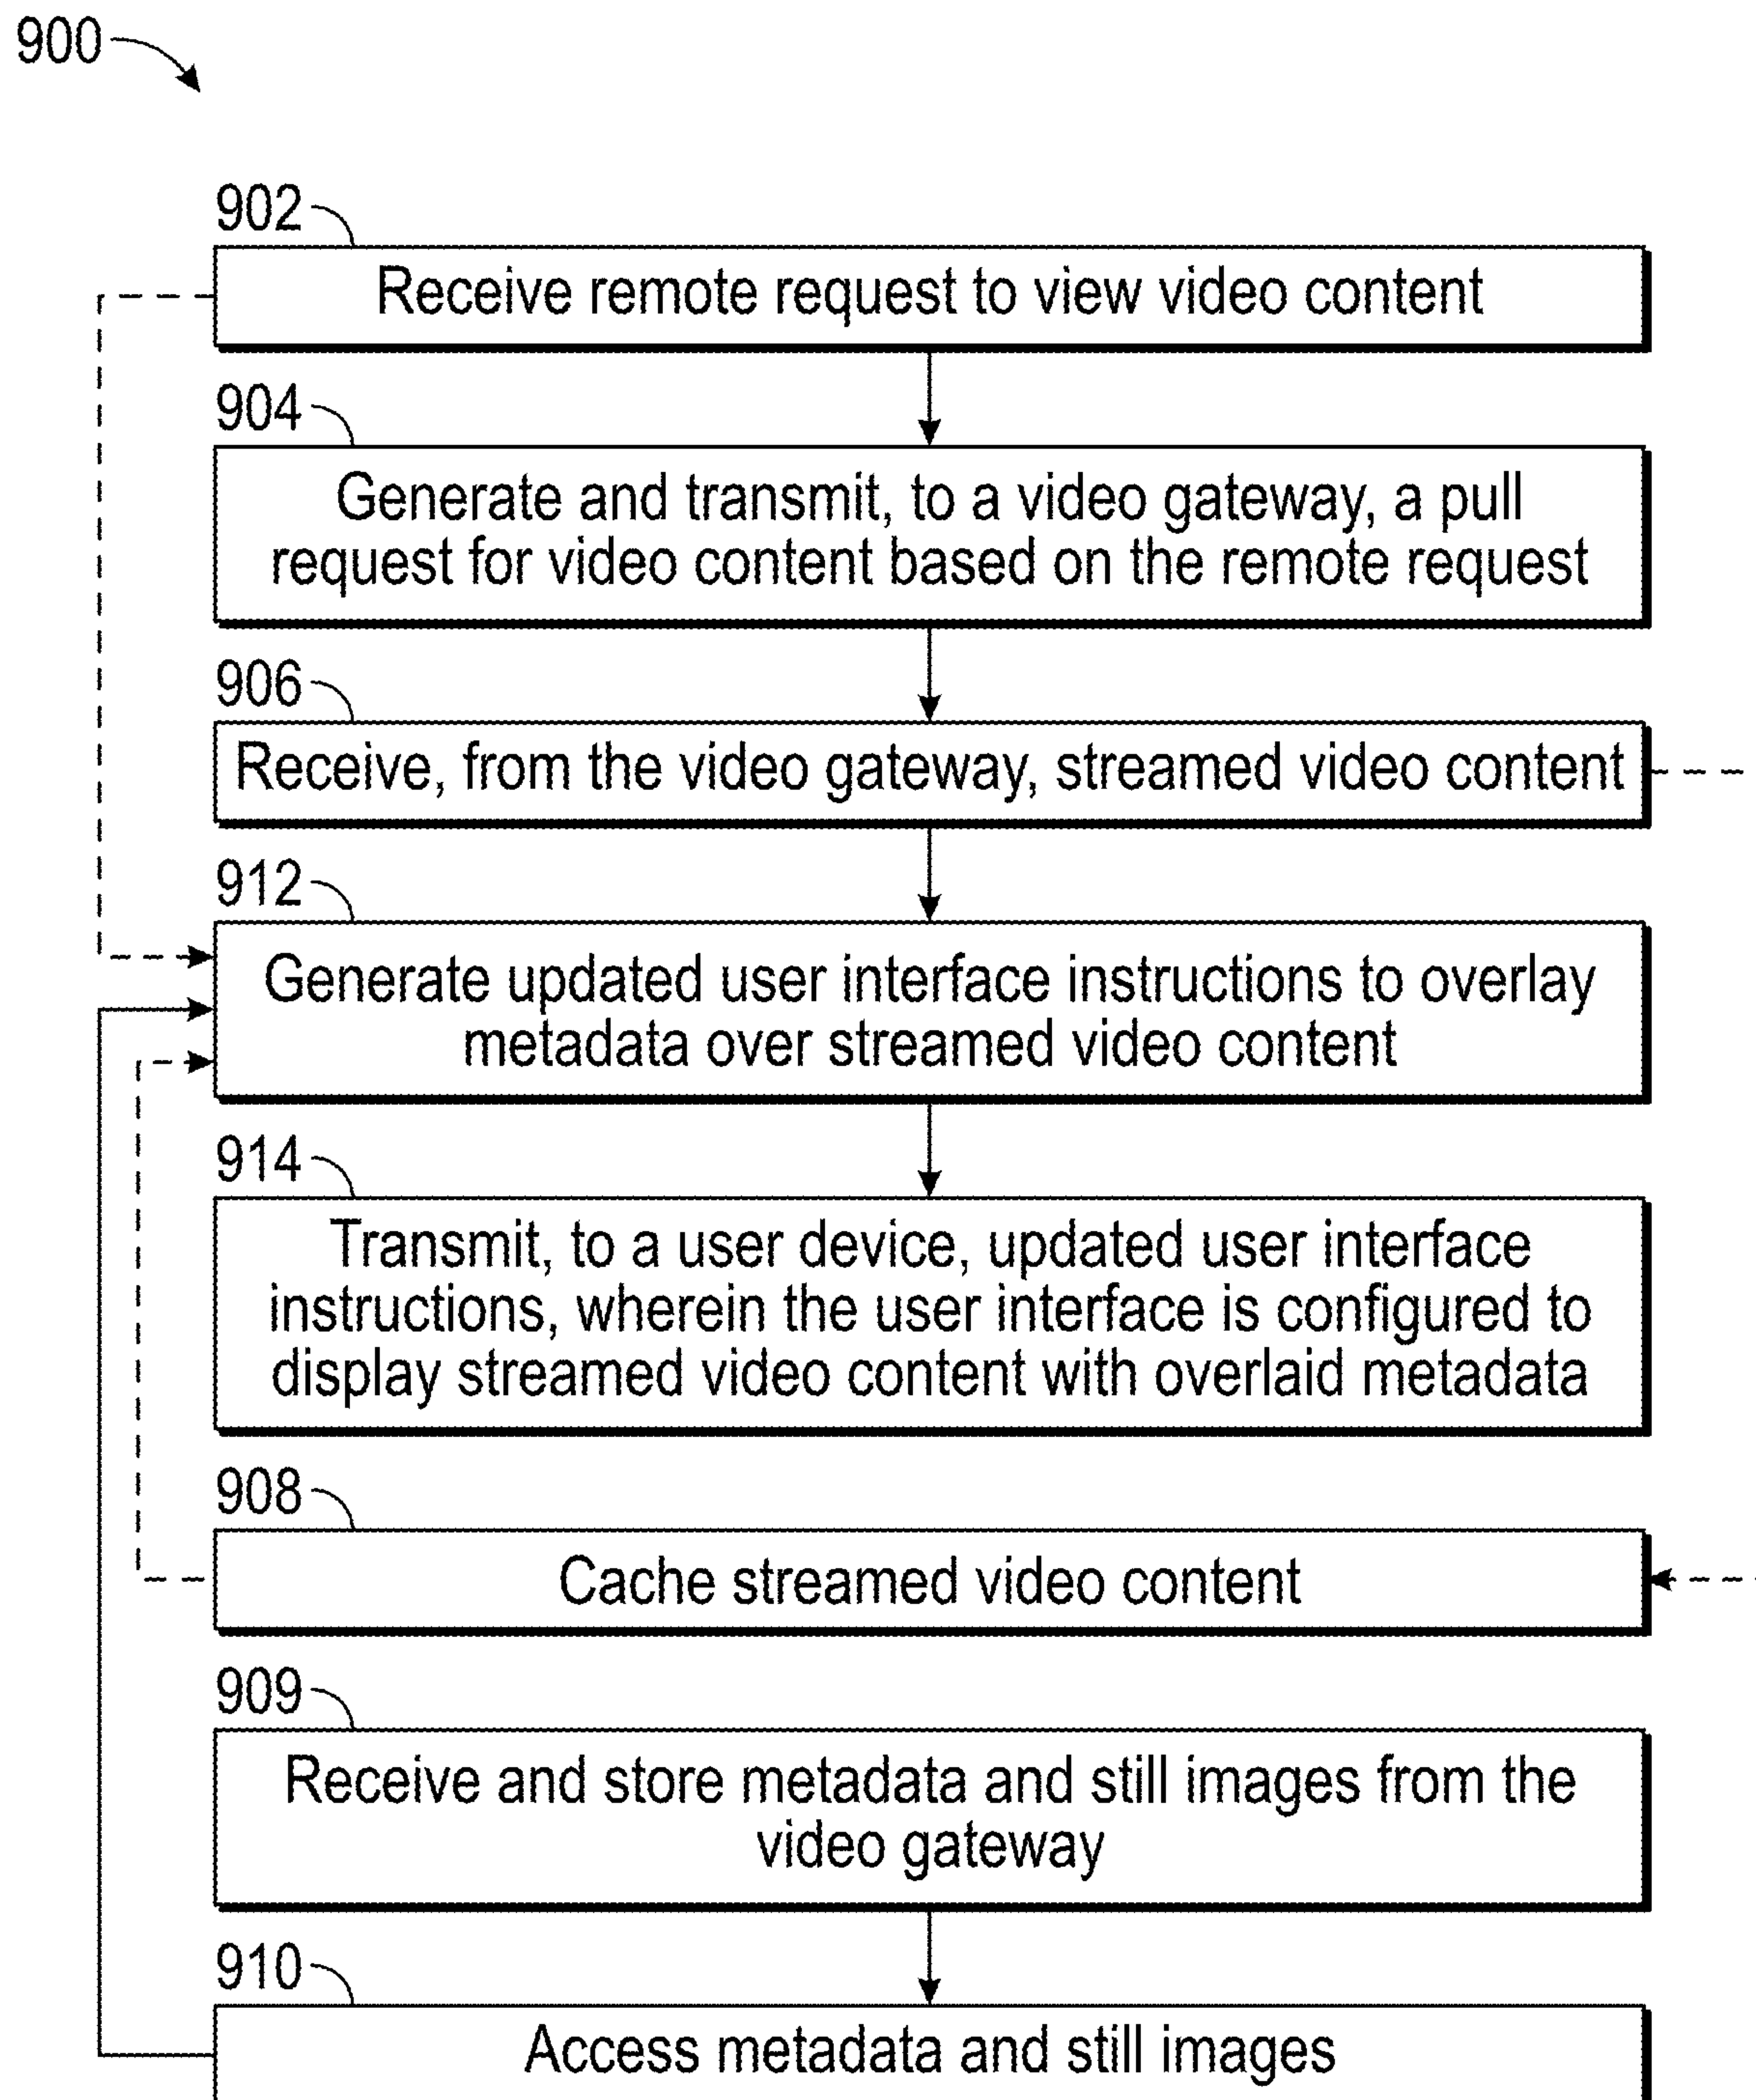 900
902
Receive remote request to view video content
904
Generate and transmit, to a video gateway, a pull
request for video content based on the remote request
906
Receive, from the video gateway, streamed video content
912
Generate updated user interface instructions to overlay
metadata over streamed video content
914
Transmit, to a user device, updated user interface
instructions, wherein the user interface is configured to
display streamed video content with overlaid metadata
908
Cache streamed video content
909
Receive and store metadata and still images from the
video gateway
910
Access metadata and still images